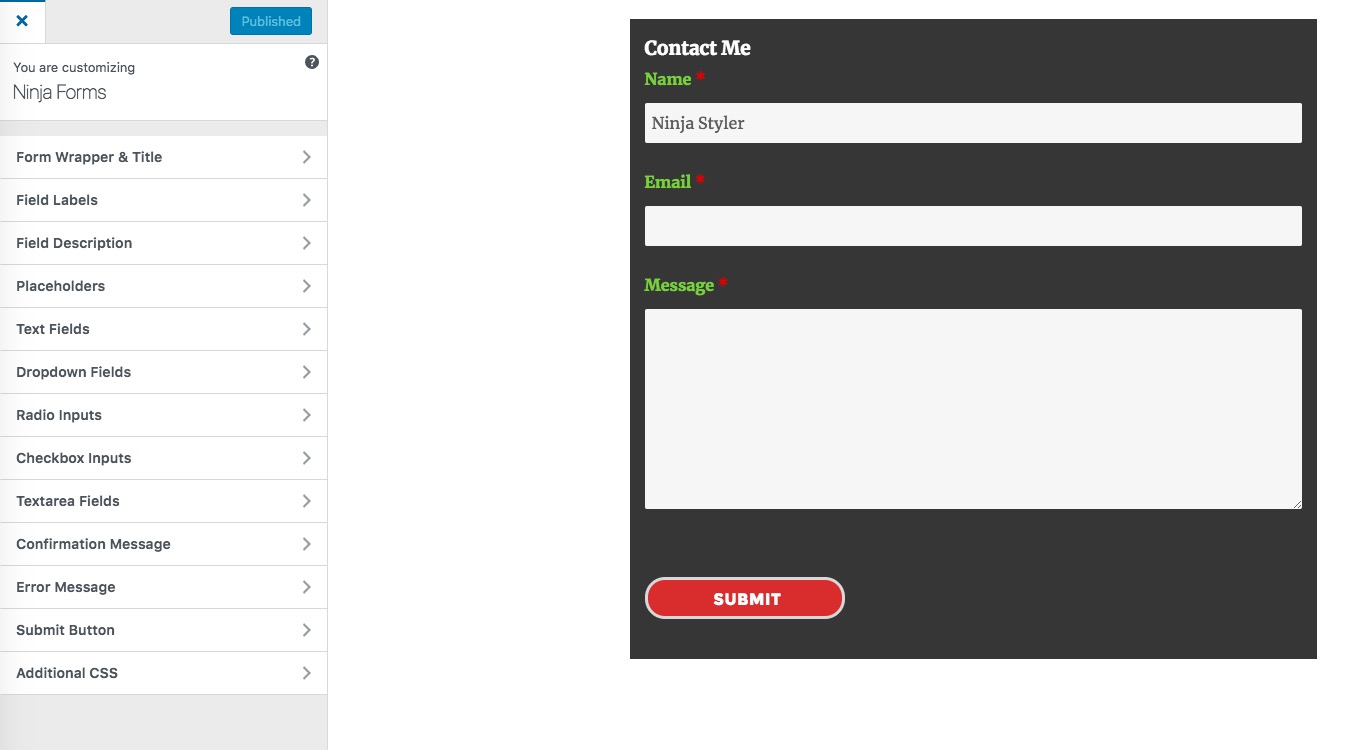 Published
You are customizing
Ninja Forms
Form Wrapper & Title
Field Labels
Field Description
Placeholders
Text Fields
Dropdown Fields
Radio Inputs
Checkbox Inputs
Textarea Fields
Confirmation Message
Error Message
Submit Button
Additional CSS
Contact Me
Name *
Ninja Styler
Email *
Message *
SUBMIT